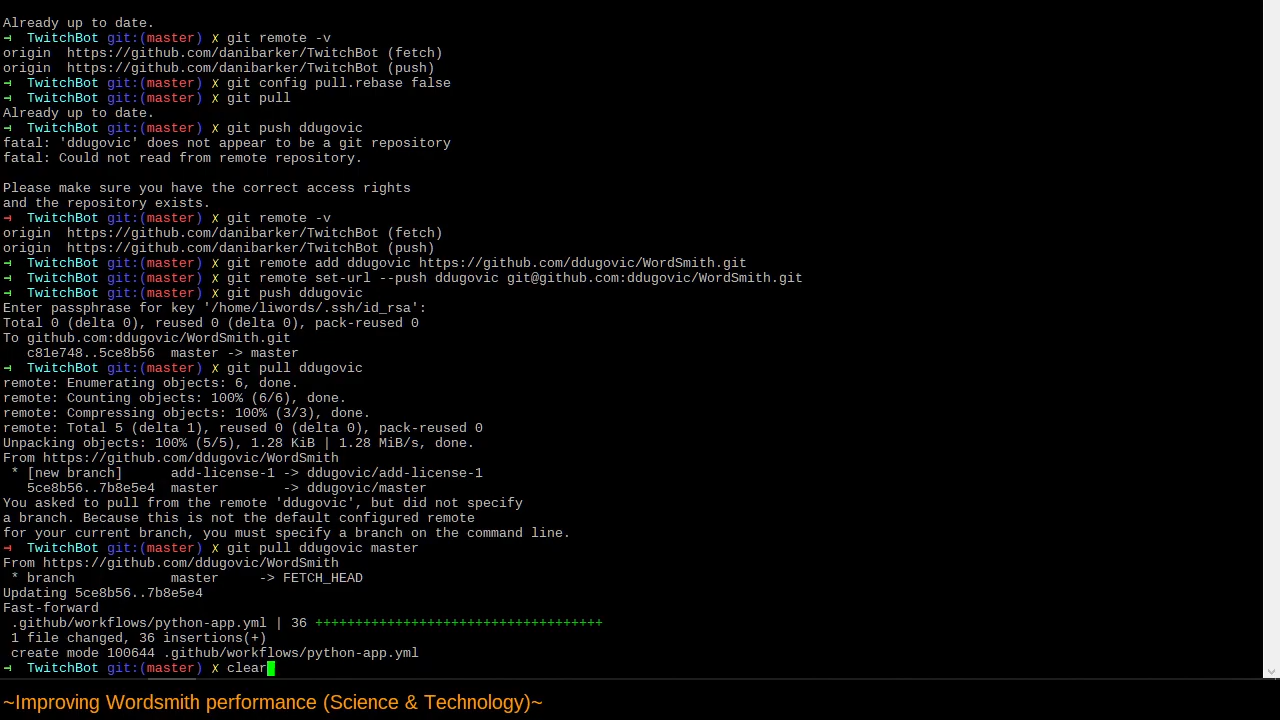 Already up to date.
→ TwitchBot git:(master) ✗ git remote -v
origin  https://github.com/danibarker/TwitchBot (fetch)
origin  https://github.com/danibarker/TwitchBot (push)
→ TwitchBot git:(master) ✗ git config pull.rebase false
→ TwitchBot git:(master) ✗ git pull
Already up to date.
→ TwitchBot git:(master) ✗ git push ddugovic
fatal: 'ddugovic' does not appear to be a git repository
fatal: Could not read from remote repository.

Please make sure you have the correct access rights
and the repository exists.
→ TwitchBot git:(master) ✗ git remote -v
origin  https://github.com/danibarker/TwitchBot (fetch)
origin  https://github.com/danibarker/TwitchBot (push)
→ TwitchBot git:(master) ✗ git remote add ddugovic https://github.com/ddugovic/WordSmith.git
→ TwitchBot git:(master) ✗ git remote set-url --push ddugovic git@github.com:ddugovic/WordSmith.git
→ TwitchBot git:(master) ✗ git push ddugovic
Enter passphrase for key '/home/liwords/.ssh/id_rsa':
Total 0 (delta 0), reused 0 (delta 0), pack-reused 0
To github.com:ddugovic/WordSmith.git
   c81e748..5ce8b56  master -> master
→ TwitchBot git:(master) ✗ git pull ddugovic
remote: Enumerating objects: 6, done.
remote: Counting objects: 100% (6/6), done.
remote: Compressing objects: 100% (3/3), done.
remote: Total 5 (delta 1), reused 0 (delta 0), pack-reused 0
Unpacking objects: 100% (5/5), 1.28 KiB | 1.28 MiB/s, done.
From https://github.com/ddugovic/WordSmith
 * [new branch]      add-license-1 -> ddugovic/add-license-1
   5ce8b56..7b8e5e4  master        -> ddugovic/master
You asked to pull from the remote 'ddugovic', but did not specify
a branch. Because this is not the default configured remote
for your current branch, you must specify a branch on the command line.
→ TwitchBot git:(master) ✗ git pull ddugovic master
From https://github.com/ddugovic/WordSmith
 * branch            master     -> FETCH_HEAD
Updating 5ce8b56..7b8e5e4
Fast-forward
 .github/workflows/python-app.yml | 36 ++++++++++++++++++++++++++++++++++++
 1 file changed, 36 insertions(+)
 create mode 100644 .github/workflows/python-app.yml
→ TwitchBot git:(master) ✗ clear
~Improving Wordsmith performance (Science & Technology)~